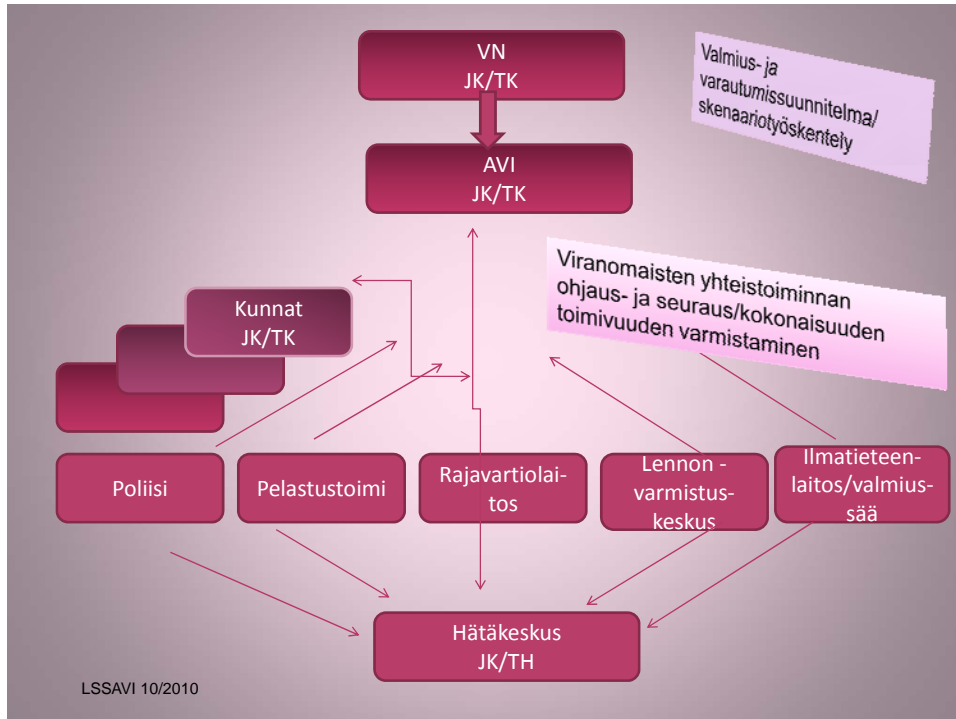 VN
JK/TK
Valmius- ja
varautumissuunnitelma/
skenaariotyöskentely
AVI
JK/TK
Viranomaisten yhteistoiminnan
ohjaus- ja seuraus/kokonaisuuden
toimivuuden varmistaminen
Kunnat
JK/TK
Poliisi
Pelastustoimi
Rajavartiolai-
tos
Lennon -
varmistus-
keskus
Ilmatieteen-
laitos/valmius-
sää
Hätäkeskus
JK/TH
LSSAVI 10/2010